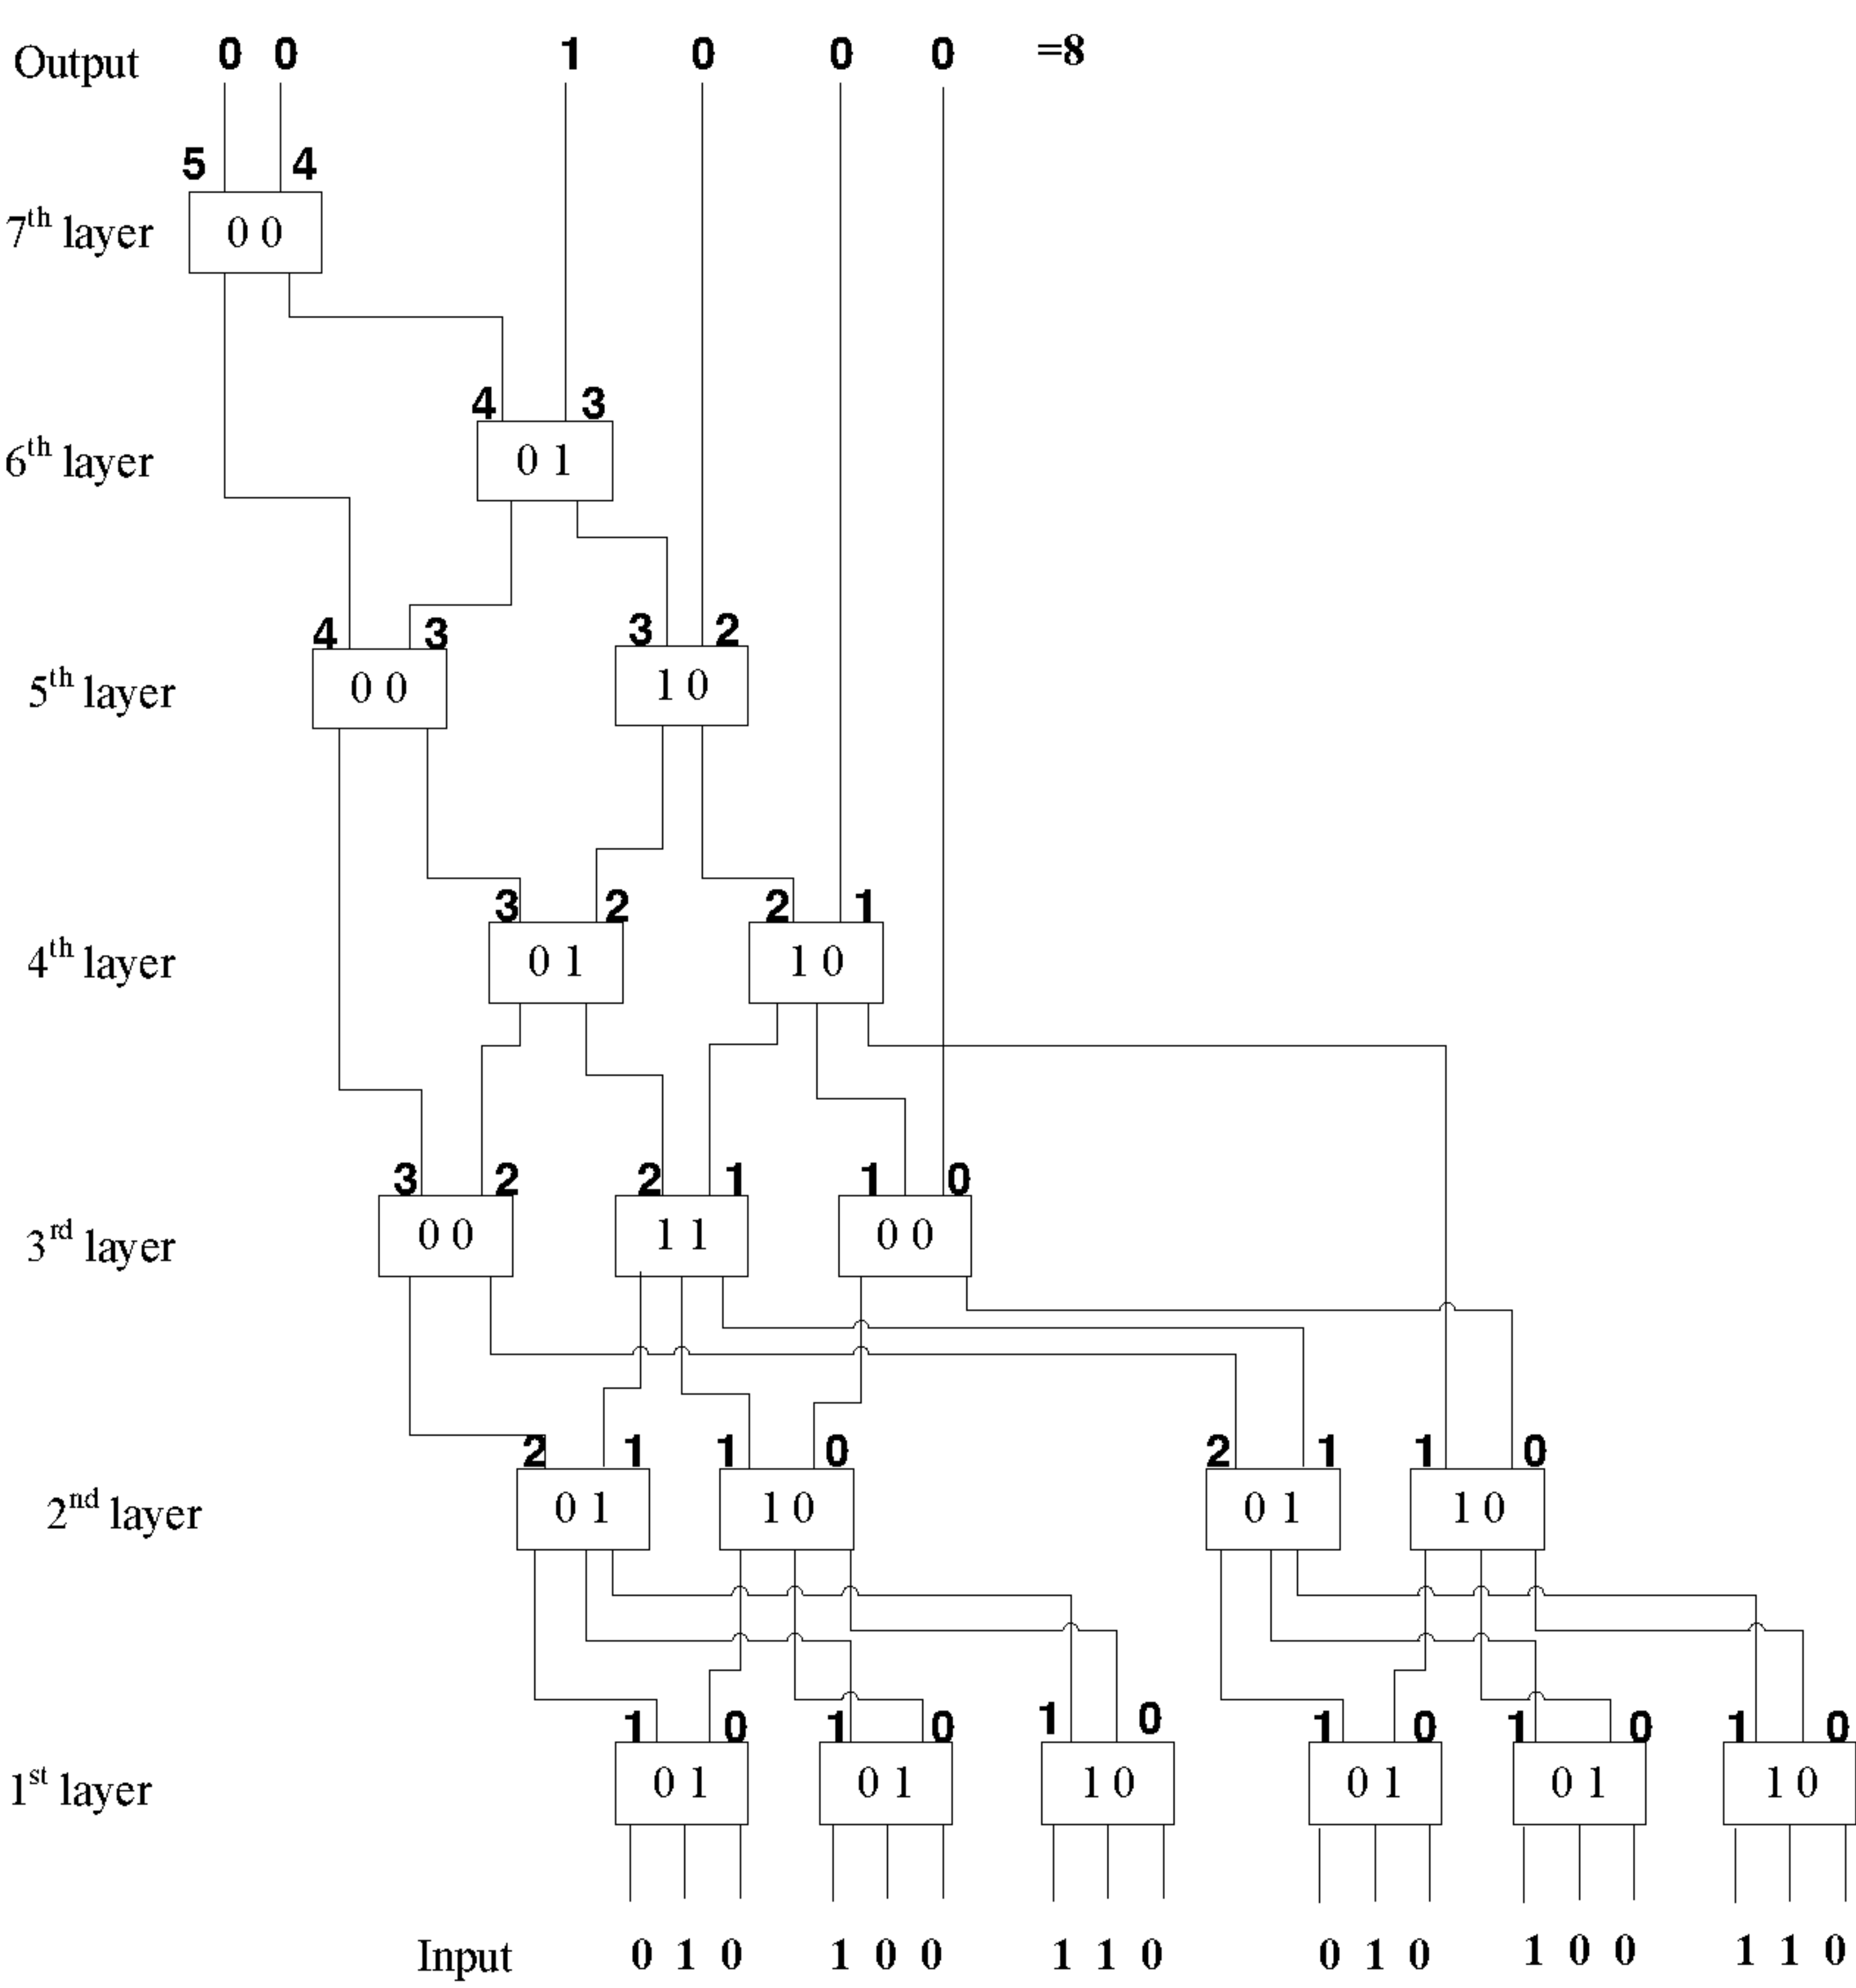 Output 0 0 1 0 0 0 =8
5 4
7th layer 0 0
4 3
6th layer 0 1
4 3 3 2
5th layer 0 0 1 0
3 2 2 1
4th layer 0 1 1 0
3 2 2 1 1 0
3rd layer 0 0 1 1 0 0
2 1 1 0 2 1 1 0
2nd layer 0 1 1 0 0 1 1 0
1 0 1 0 1 0 1 0 1 0 1 0
1st layer 0 1 0 1 1 0 0 1 0 1 1 0
Input 0 1 0 1 0 0 1 1 0 0 1 0 1 0 0 1 1 0